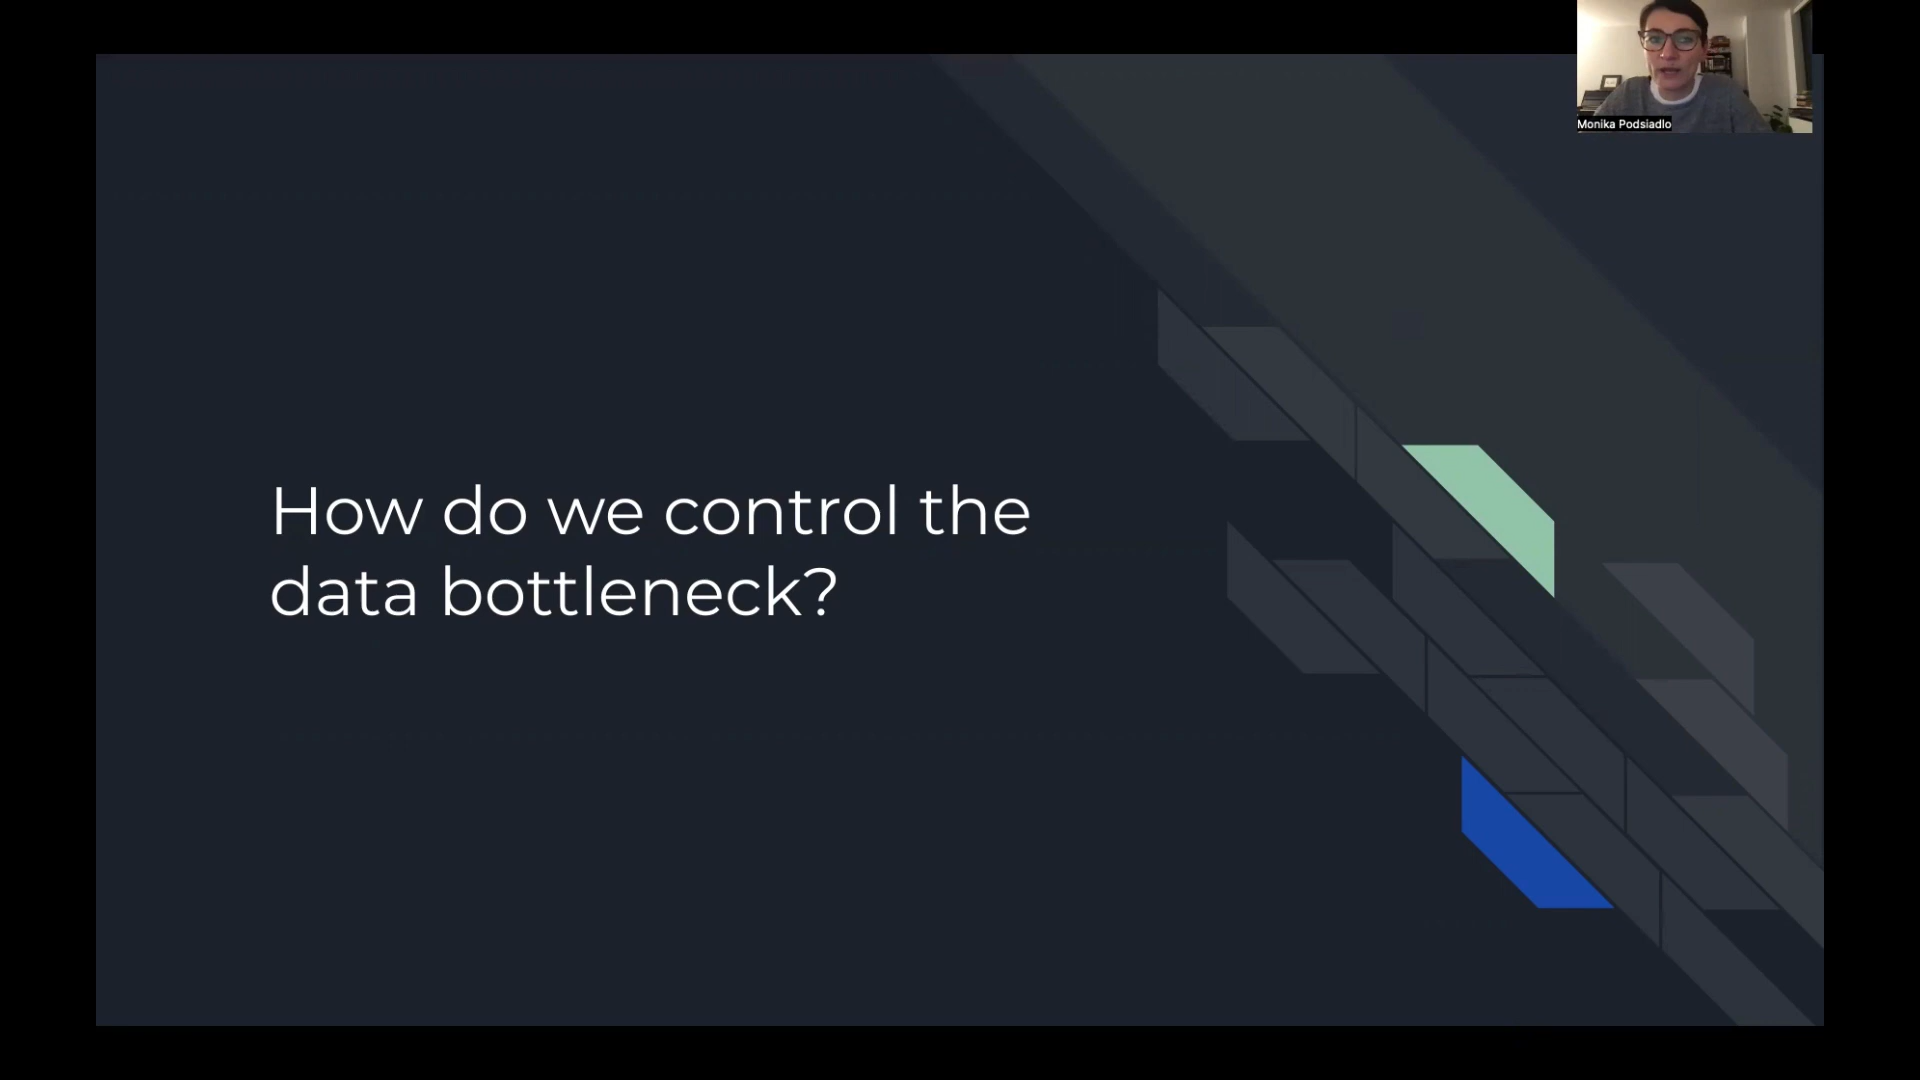 Monika Podsiadlo
How do we control the
data bottleneck?